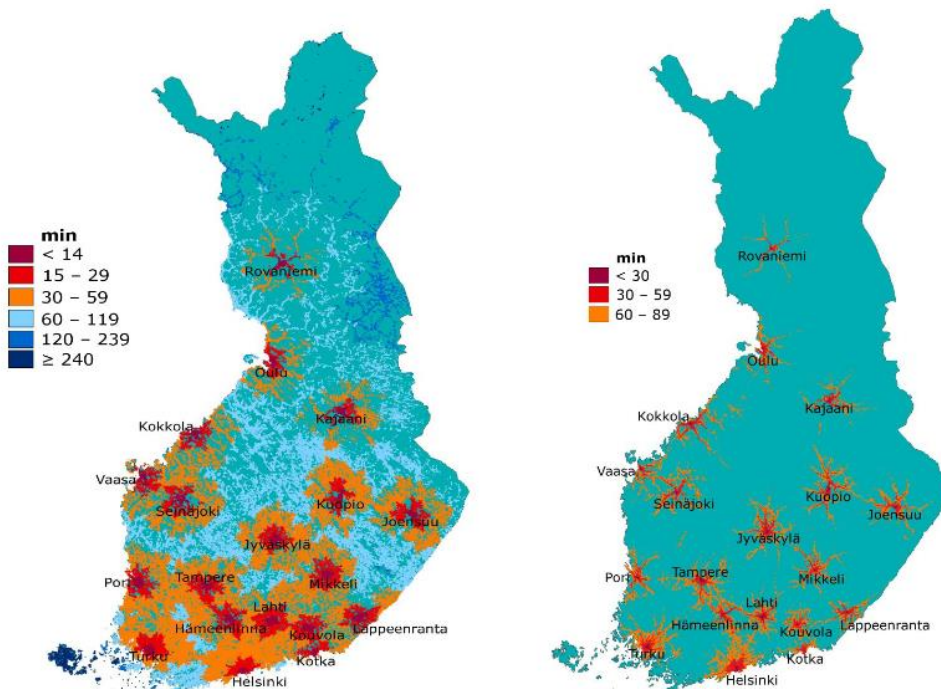 min
< 14
15 – 29
30 – 59
60 – 119
120 – 239
≥ 240
Rovaniemi
Oulu
Kajaani
Kokkola
Vaasa
Seinäjoki
Kuopio
Joensuu
Jyväskylä
Pori
Tampere
Mikkeli
Lahti
Hämeenlinna
Kouvola
Lappeenranta
Turku
Kotka
Helsinki
min
< 30
30 – 59
60 – 89
Rovaniemi
Oulu
Kajaani
Kokkola
Vaasa
Seinäjoki
Kuopio
Joensuu
Jyväskylä
Pori
Tampere
Mikkeli
Lahti
Hämeenlinna
Kouvola
Lappeenranta
Turku
Kotka
Helsinki